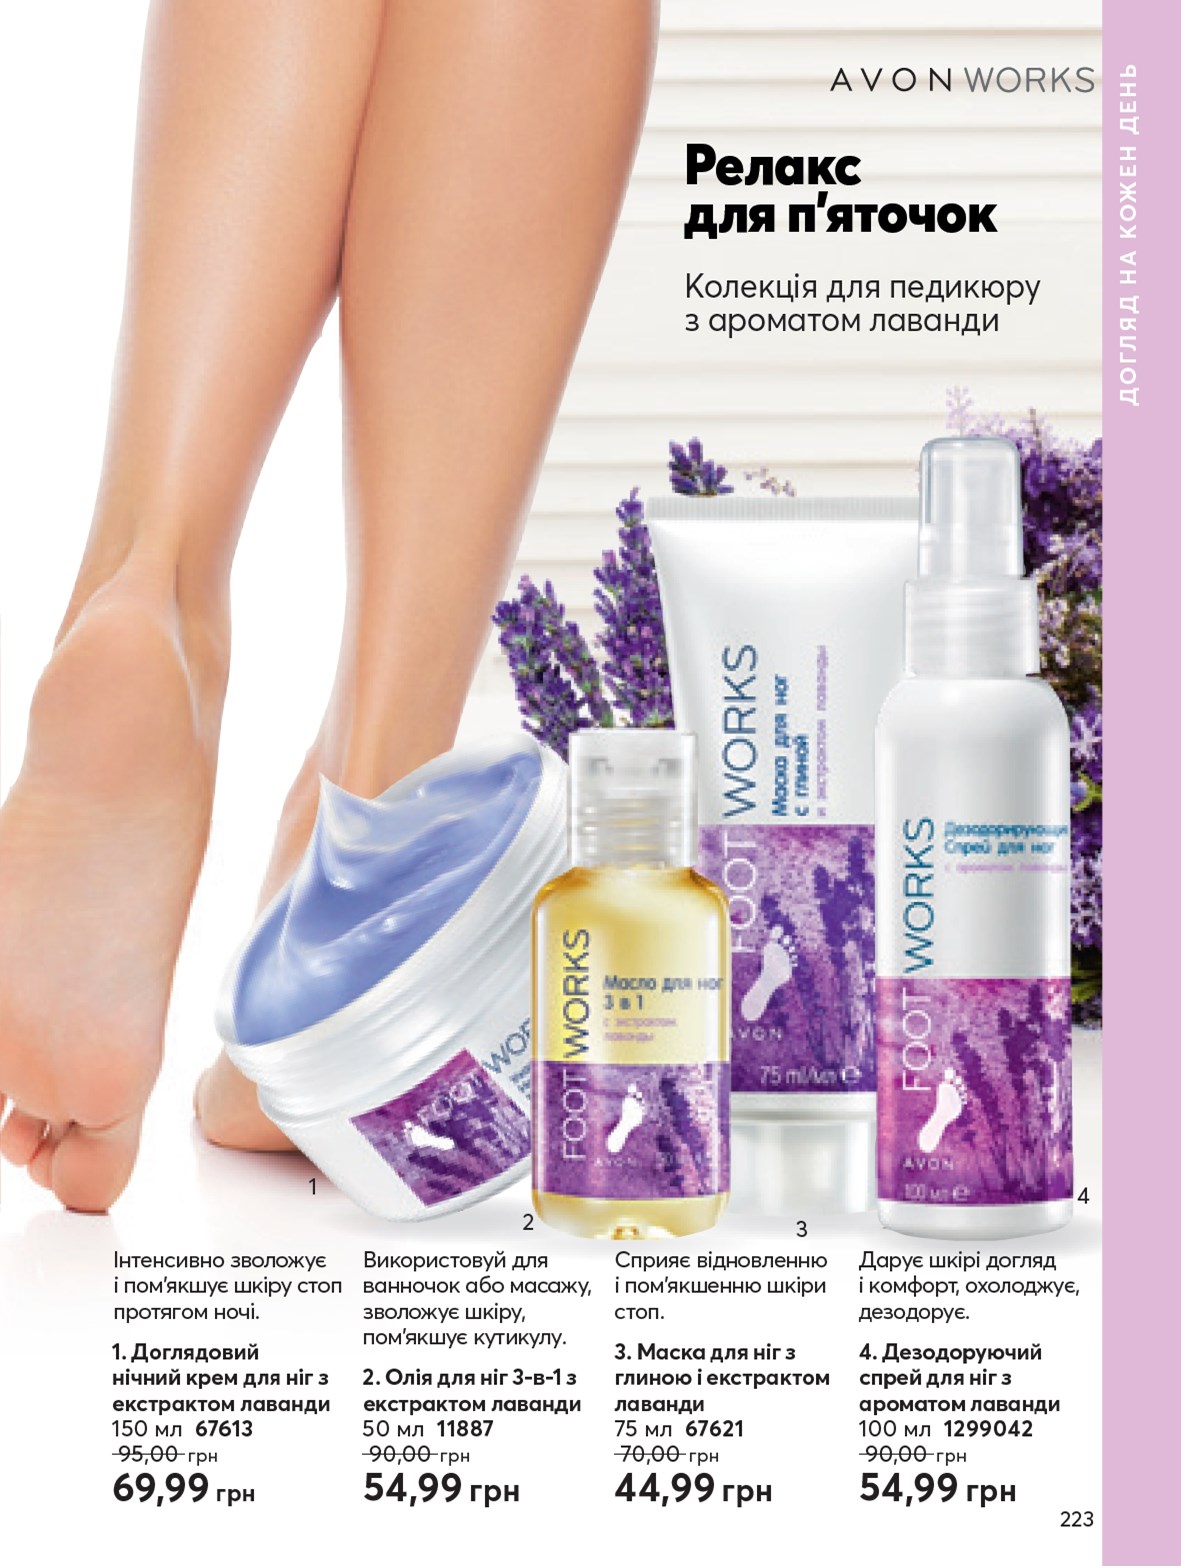 AVON WORKS
ДОГЛЯД НА КОЖЕН ДЕНЬ
Релакс
для п'яточок
Колекція для педикюру
з ароматом лаванди
WORKS
FOOT
Маска для ног
с глиной
и экстрактом лаванды
AVON
75 ml/мл e
FOOT WORKS
Дезодорирующий
Спрей для ног
с ароматом лаванды
AVON
100 мл e
FOOT WORKS
Масло для ног
3 в 1
с экстрактом
лаванды
AVON
FOOT
1
2
3
4
Інтенсивно зволожує
і пом'якшує шкіру стоп
протягом ночі.
1. Доглядовий
нічний крем для ніг з
екстрактом лаванди
150 мл 67613
95,00 грн
69,99 грн
Використовуй для
ванночок або масажу,
зволожує шкіру,
пом'якшує кутикулу.
2. Олія для ніг 3-в-1 з
екстрактом лаванди
50 мл 11887
90,00 грн
54,99 грн
Сприяє відновленню
і пом'якшенню шкіри
стоп.
3. Маска для ніг з
глиною і екстрактом
лаванди
75 мл 67621
70,00 грн
44,99 грн
Дарує шкірі догляд
і комфорт, охолоджує,
дезодорує.
4. Дезодоруючий
спрей для ніг з
ароматом лаванди
100 мл 1299042
90,00 грн
54,99 грн
223